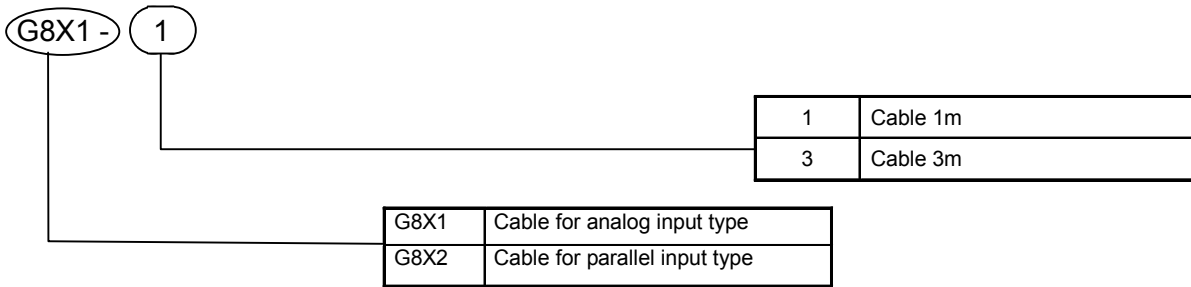 G8X1 - 1
1 Cable 1m
3 Cable 3m
G8X1 Cable for analog input type
G8X2 Cable for parallel input type